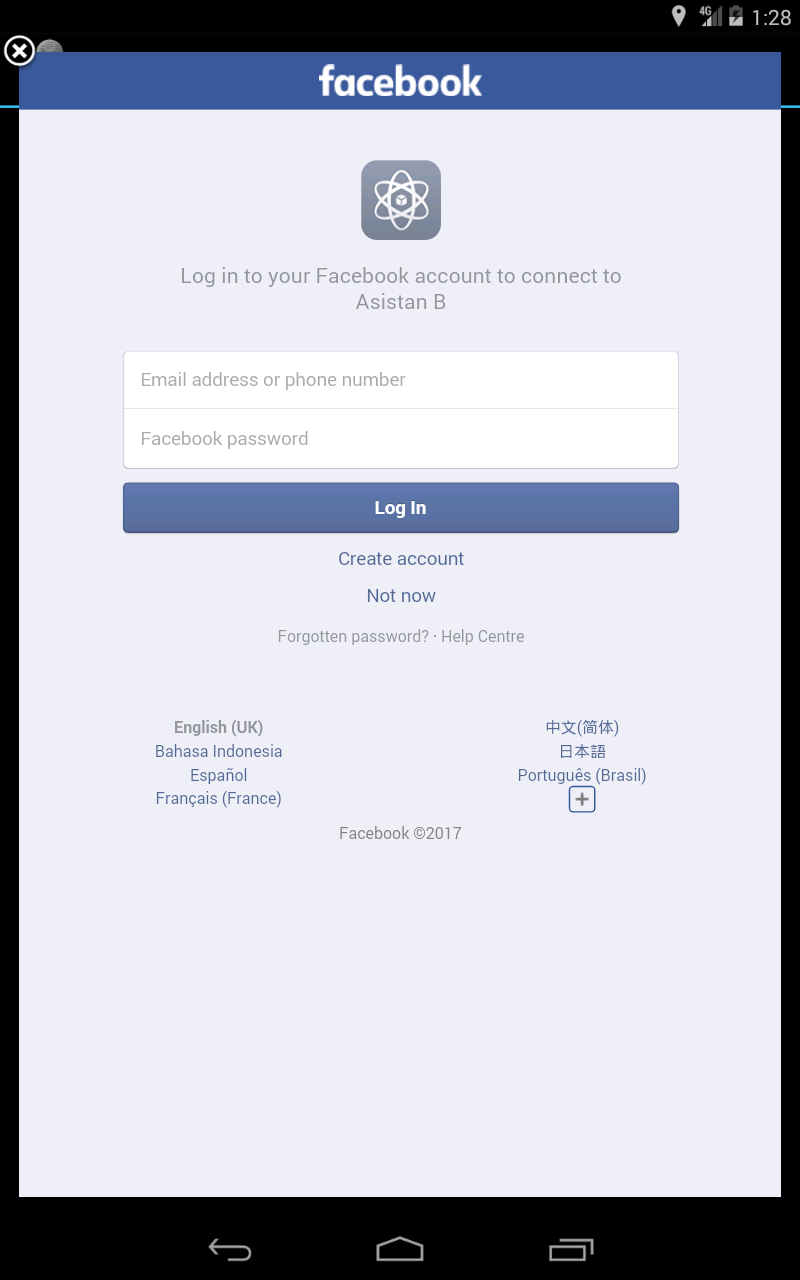 4G 1:28
facebook
Log in to your Facebook account to connect to
Asistan B
Email address or phone number
Facebook password
Log In
Create account
Not now
Forgotten password? · Help Centre
English (UK)
Bahasa Indonesia
Español
Français (France)
中文(简体)
日本語
Português (Brasil)
Facebook ©2017